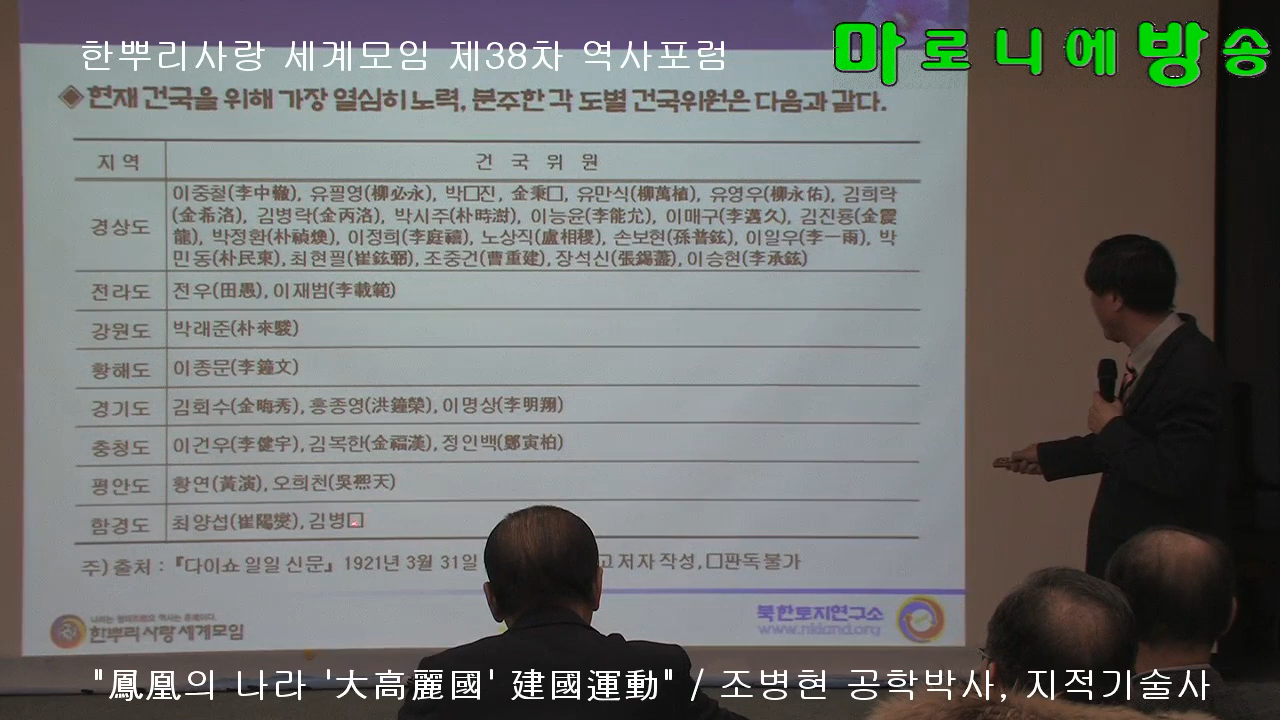 한뿌리사랑 세계모임 제38차 역사포럼
마로니에방송
◈현재 건국을 위해 가장 열심히 노력, 분주한 각 도별 건국위원은 다음과 같다.
지 역 건 국 위 원
경상도
이중철(李中轍), 유필영(柳必永), 박□진, 金秉□, 유만식(柳萬植), 유영우(柳永佑), 김희락
(金希洛), 김병락(金丙洛), 박시주(朴時澍), 이능윤(李能允), 이매구(李邁久), 김진룡(金震
龍), 박정환(朴禎煥), 이정희(李庭禧), 노상직(盧相稷), 손보현(孫普鉉), 이일우(李一雨), 박
민동(朴民東), 최현필(崔鉉弼), 조중건(曹重建), 장석신(張錫藎), 이승현(李承鉉)
전라도 전우(田愚), 이재범(李載範)
강원도 박래준(朴來駿)
황해도 이종문(李鐘文)
경기도 김회수(金晦秀), 홍종영(洪鐘榮), 이명상(李明翔)
충청도 이건우(李健宇), 김복한(金福漢), 정인백(鄭寅柏)
평안도 황연(黃演), 오희천(吳熙天)
함경도 최양섭(崔陽燮), 김병□
주) 출처 : 『다이쇼 일일 신문』 1921년 3월 31일 고 저자 작성, □판독불가
한뿌리사랑세계모임
북한토지연구소
www.nkland.org
"鳳凰의 나라 '大高麗國' 建國運動" / 조병현 공학박사, 지적기술사